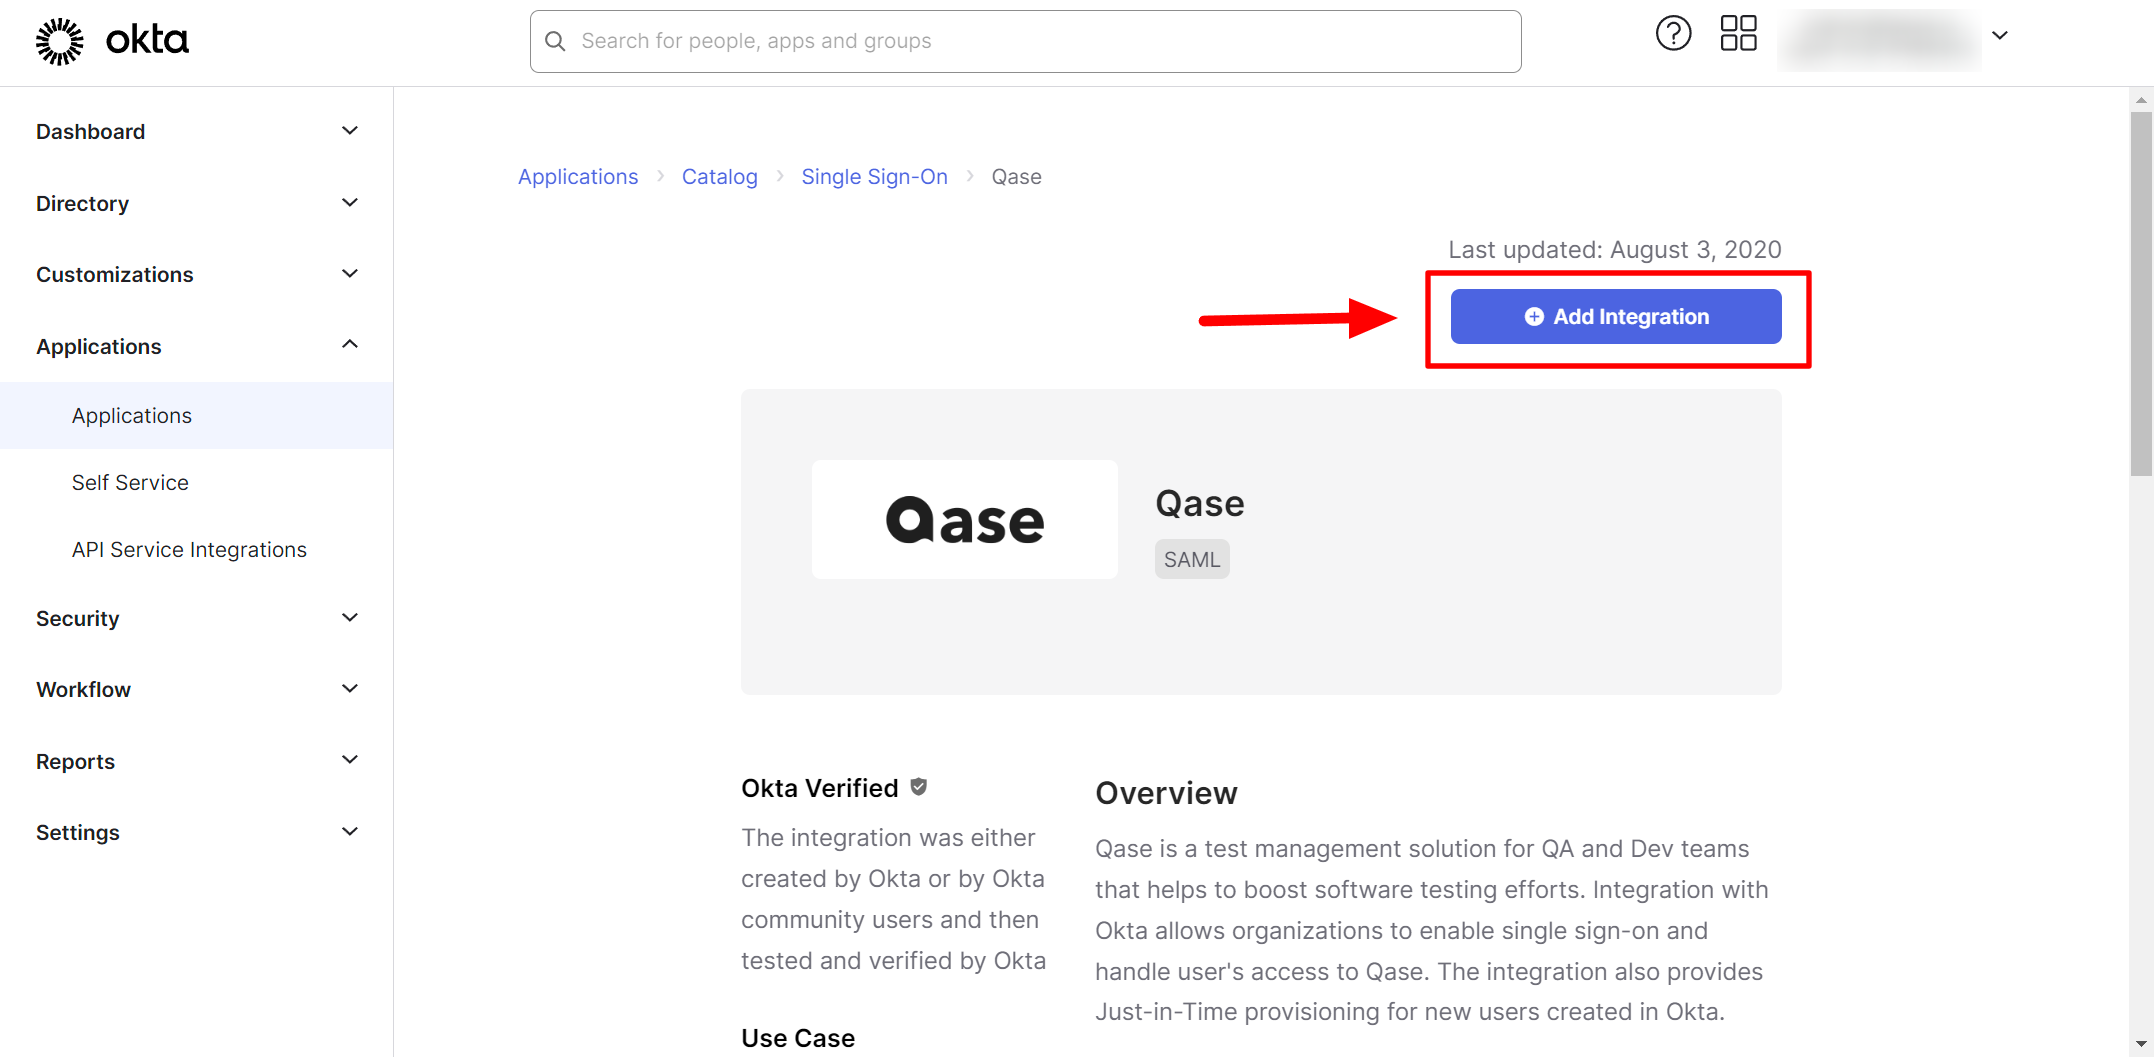 okta
Search for people, apps and groups
Dashboard
Directory
Customizations
Applications
Applications
Self Service
API Service Integrations
Security
Workflow
Reports
Settings
Applications > Catalog > Single Sign-On > Qase
Last updated: August 3, 2020
Add Integration
Qase
Qase
SAML
Okta Verified
The integration was either
created by Okta or by Okta
community users and then
tested and verified by Okta
Use Case
Overview
Qase is a test management solution for QA and Dev teams
that helps to boost software testing efforts. Integration with
Okta allows organizations to enable single sign-on and
handle user's access to Qase. The integration also provides
Just-in-Time provisioning for new users created in Okta.